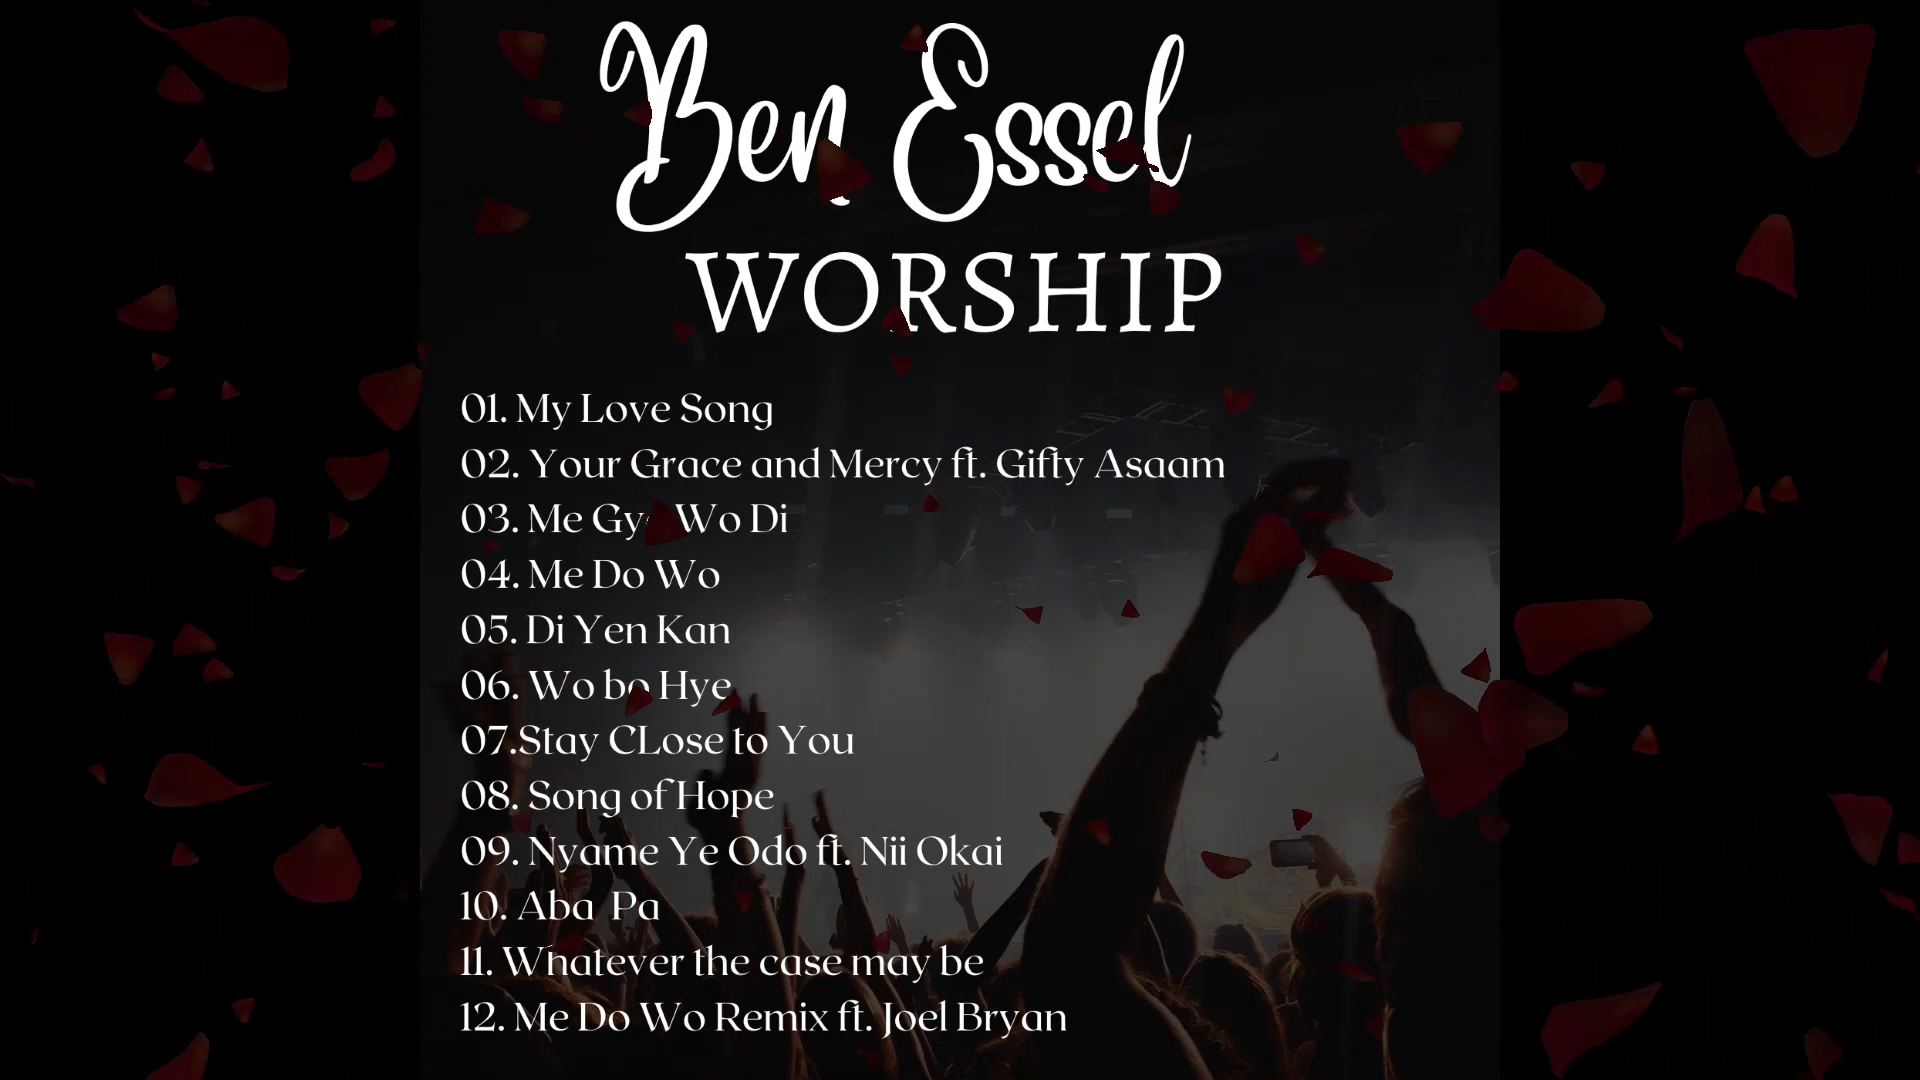 Ben Essel
WORSHIP
01. My Love Song
02. Your Grace and Mercy ft. Gifty Asaam
03. Me Gye Wo Di
04. Me Do Wo
05. Di Yen Kan
06. Wo bo Hye
07.Stay CLose to You
08. Song of Hope
09. Nyame Ye Odo ft. Nii Okai
10. Aba Pa
11. Whatever the case may be
12. Me Do Wo Remix ft. Joel Bryan